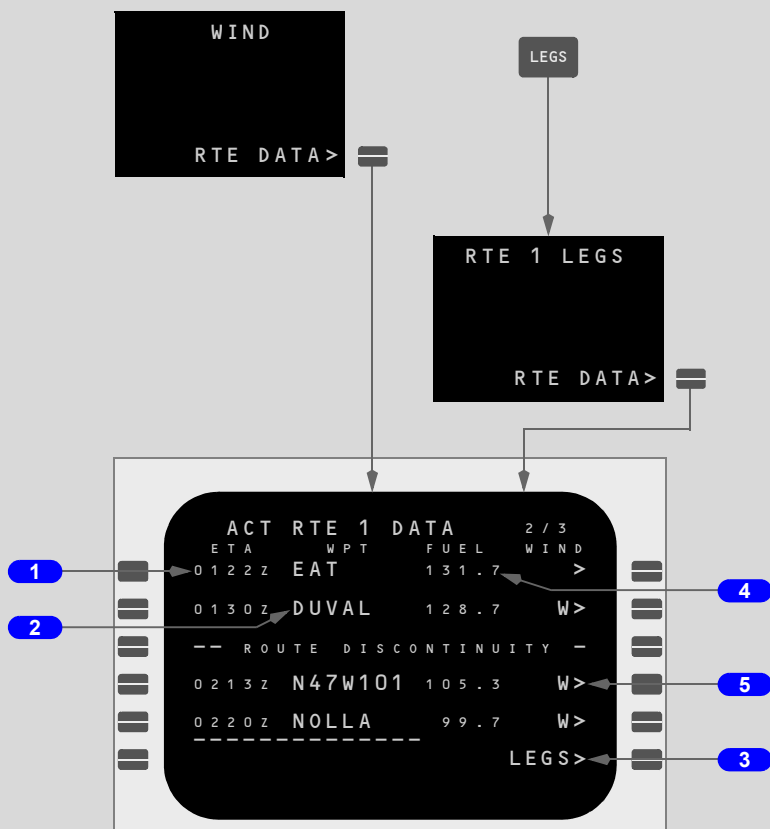 WIND
RTE DATA>
LEGS
RTE 1 LEGS
RTE DATA>
ACT RTE 1 DATA 2/3
ETA WPT FUEL WIND
1
0122Z EAT 131.7 >
4
0130Z DUVAL 128.7 W>
2
-- ROUTE DISCONTINUITY -
0213Z N47W101 105.3 W>
5
0220Z NOLLA 99.7 W>
--------------
LEGS>
3